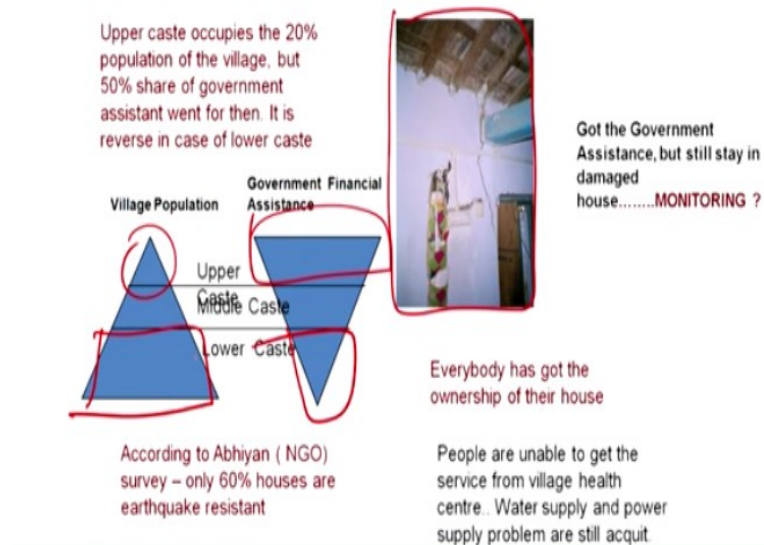 Upper caste occupies the 20%
population of the village, but
50% share of government
assistant went for then. It is
reverse in case of lower caste
Got the Government
Assistance, but still stay in
damaged
house........MONITORING ?
Village Population
Government Financial
Assistance
Upper
Caste
Middle Caste
Lower Caste
Everybody has got the
ownership of their house
According to Abhiyan ( NGO)
survey – only 60% houses are
earthquake resistant
People are unable to get the
service from village health
centre.. Water supply and power
supply problem are still acquit.